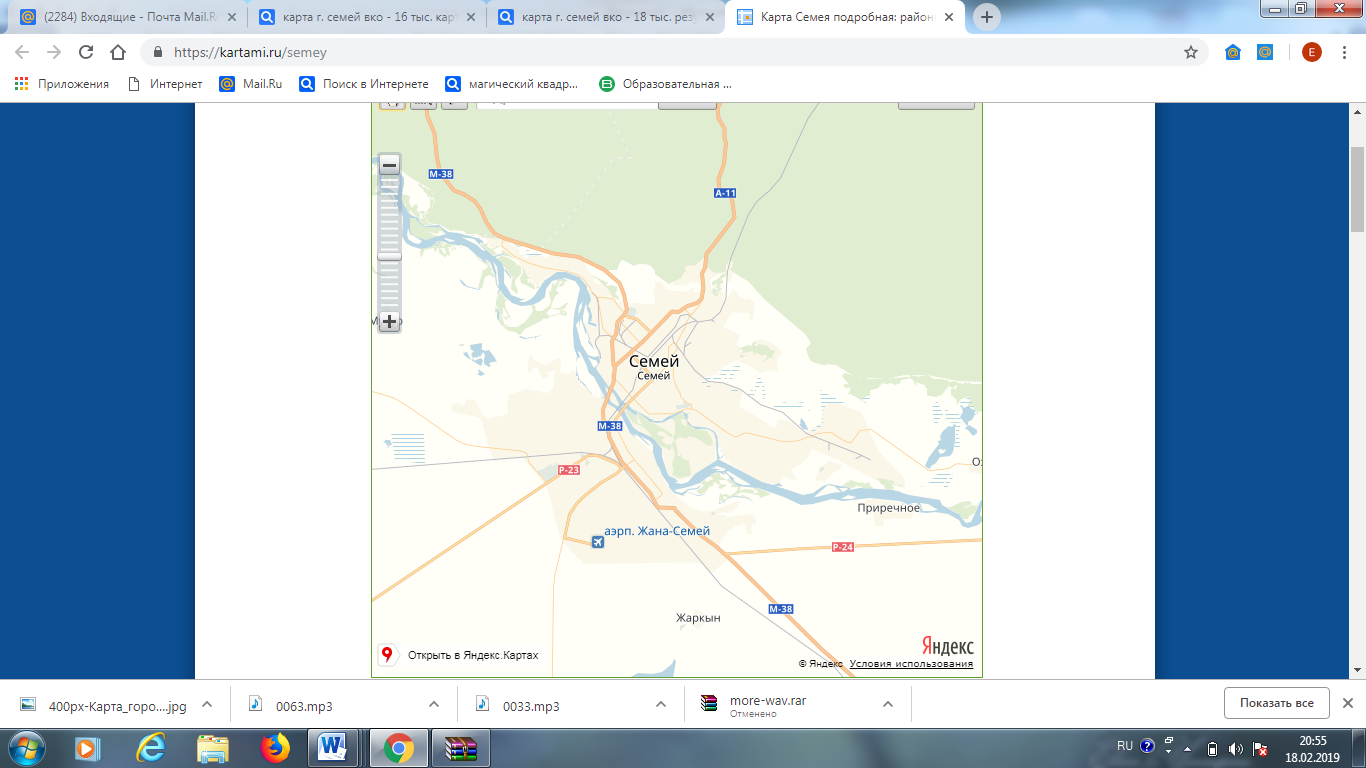 (2284) Входящие - Почта Mail.R
карта г. семей вко - 16 тыс. кар
карта г. семей вко - 18 тыс. рез
Карта Семея подробная: район
https://kartami.ru/semey
E
Приложения
Интернет
Mail.Ru
Поиск в Интернете
магический квадр...
Образовательная ...
М-38
А-11
Семей
Семей
М-38
Р-23
Приречное
аэрп. Жана-Семей
Р-24
М-38
Жаркын
Яндекс
Открыть в Яндекс.Картах
© Яндекс Условия использования
400px-Карта_горо....jpg
0063.mp3
0033.mp3
more-wav.rar
Отменено
Показать все
RU
20:55
18.02.2019